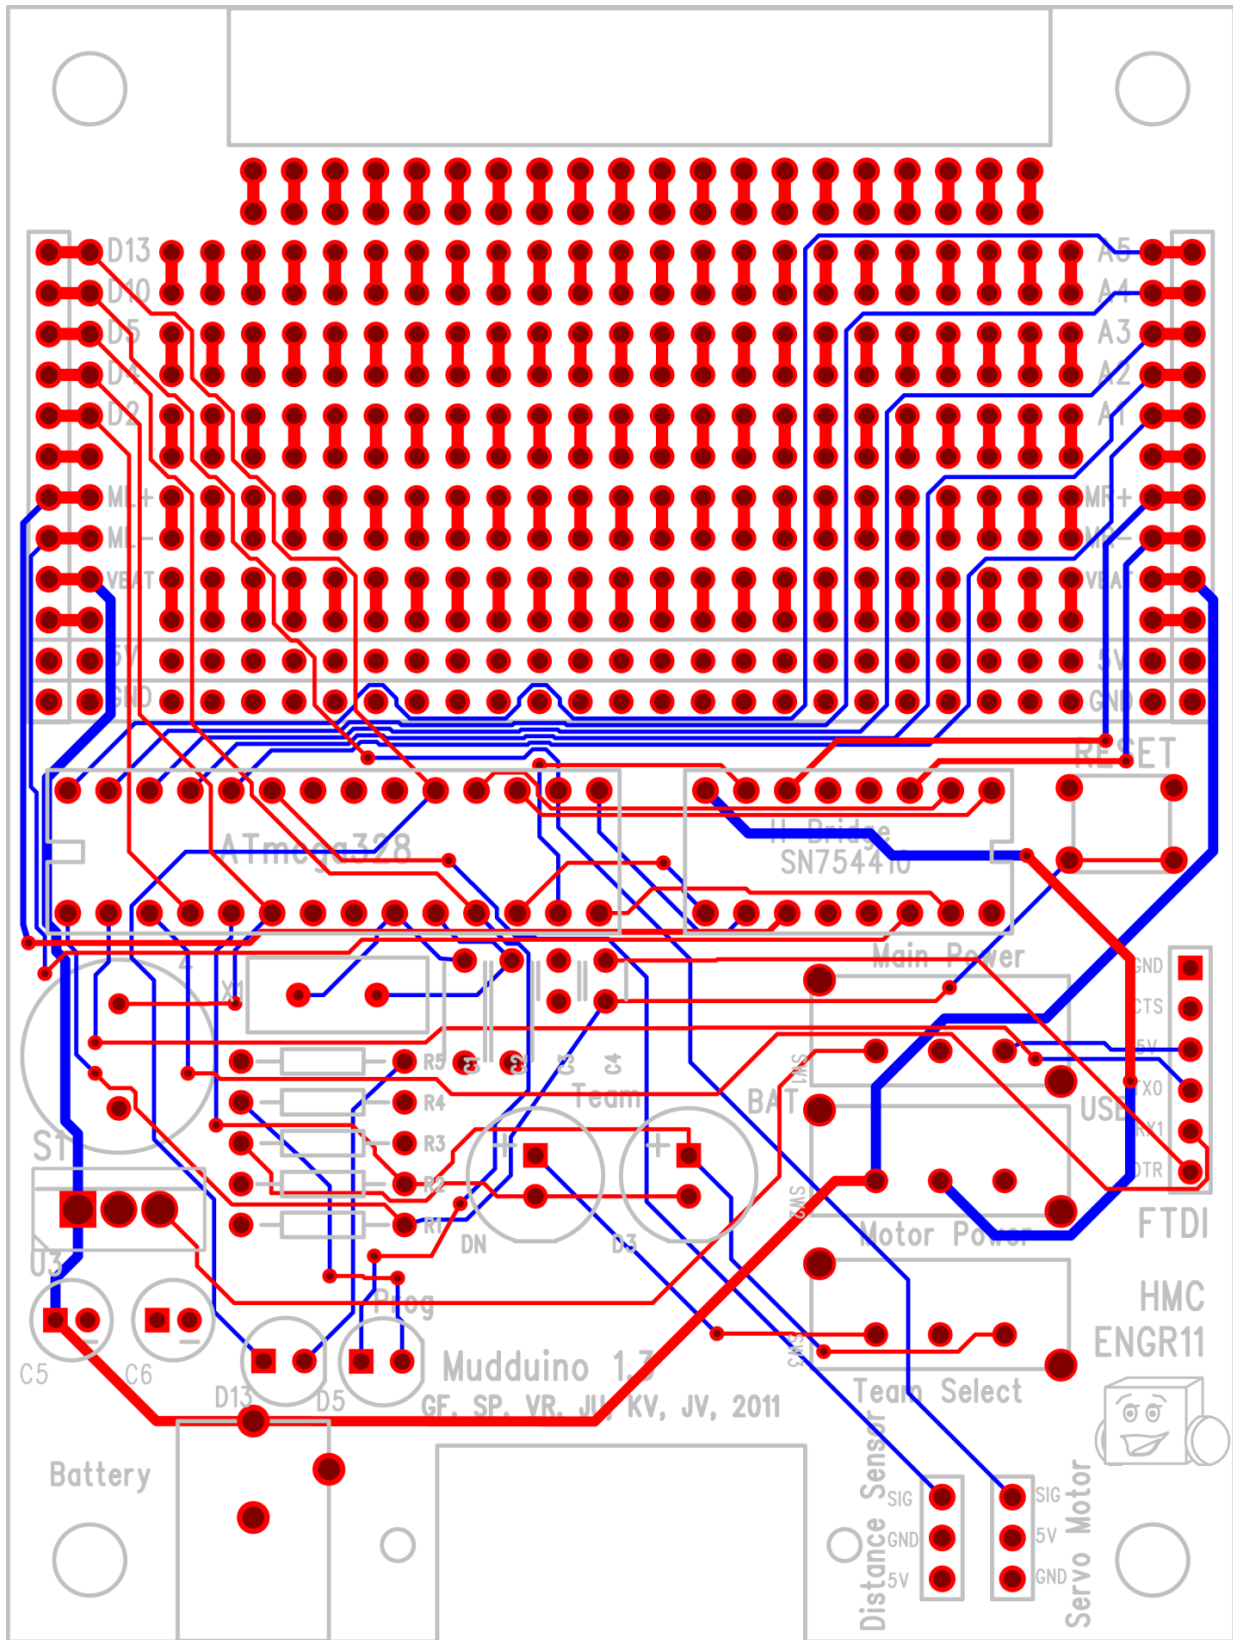 D13
A5
D10
A4
D5
A3
D4
A2
D2
A1
ML+
MR+
ML-
MR-
VBAT
VBAT
5V
5V
GND
GND
RESET
ATmega328
H-Bridge
SN754410
Main Power
GND
CTS
5V
TX0
RX1
DTR
FTDI
Z
X1
SW1
R5
C1
C2
C3
C4
Team
BAT
USB
R4
S1
R3
R2
SW2
R1
DN
D3
Motor Power
U3
Prog
HMC
ENGR11
SW3
C5
C6
Mudduino 1.3
D13
D5
GF, SP, VR, JU, KV, JV, 2011
Team Select
Battery
Distance Sensor
SIG
GND
5V
SIG
5V
GND
Servo Motor